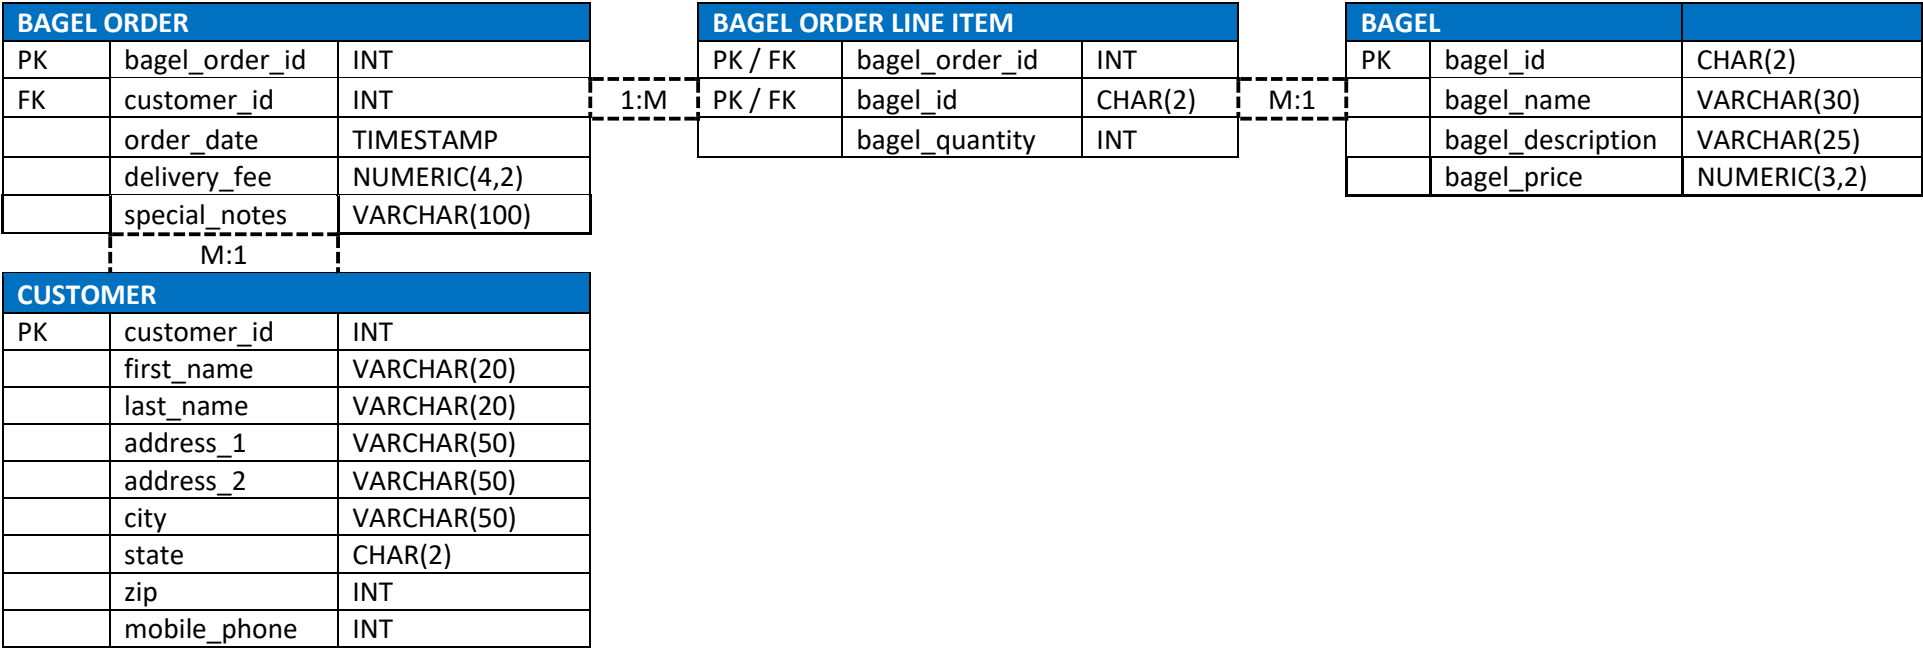 BAGEL ORDER
PK bagel_order_id INT
FK customer_id INT
order_date TIMESTAMP
delivery_fee NUMERIC(4,2)
special_notes VARCHAR(100)
1:M
BAGEL ORDER LINE ITEM
PK / FK bagel_order_id INT
PK / FK bagel_id CHAR(2)
bagel_quantity INT
M:1
BAGEL
PK bagel_id CHAR(2)
bagel_name VARCHAR(30)
bagel_description VARCHAR(25)
bagel_price NUMERIC(3,2)
M:1
CUSTOMER
PK customer_id INT
first_name VARCHAR(20)
last_name VARCHAR(20)
address_1 VARCHAR(50)
address_2 VARCHAR(50)
city VARCHAR(50)
state CHAR(2)
zip INT
mobile_phone INT